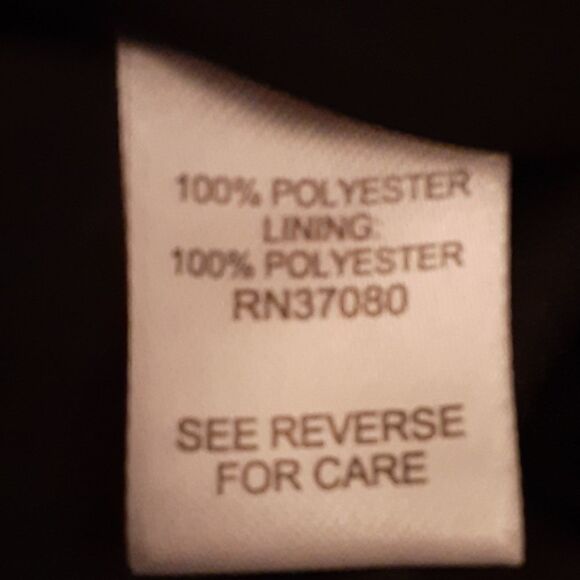 100% POLYESTER
LINING:
100% POLYESTER
RN37080
SEE REVERSE
FOR CARE